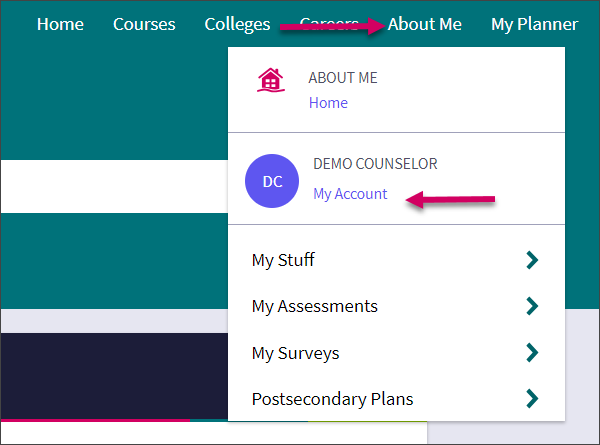 Home Courses Colleges Careers About Me My Planner
ABOUT ME
Home
DC
DEMO COUNSELOR
My Account
My Stuff
My Assessments
My Surveys
Postsecondary Plans